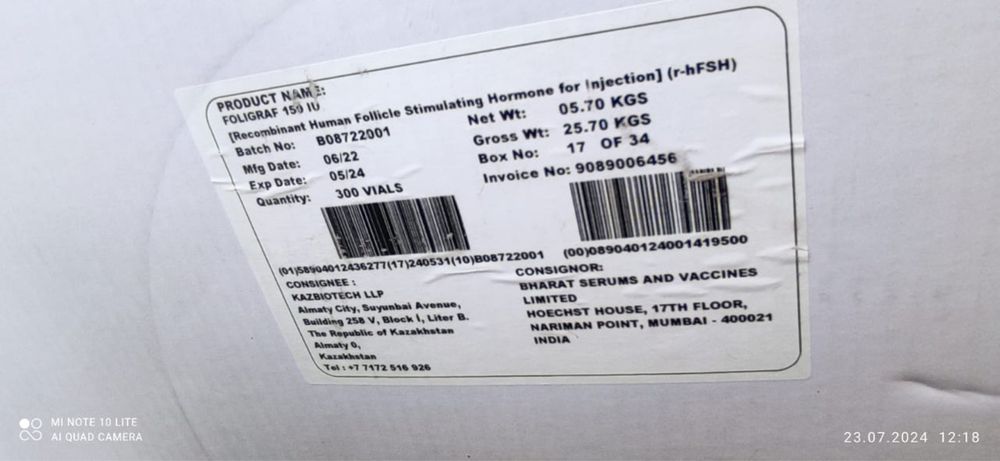 PRODUCT NAME:
FOLIGRAF 150 IU
[Recombinant Human Follicle Stimulating Hormone for Injection] (r-hFSH)
Batch No: B08722001
Mfg Date: 06/22
Exp Date: 05/24
Quantity: 300 VIALS
Net Wt: 05.70 KGS
Gross Wt: 25.70 KGS
Box No: 17 OF 34
Invoice No: 9089006456
(01)58904012436277(17)240531(10)B08722001
(00)089040124001419500
CONSIGNEE :
KAZBIOTECH LLP
Almaty City, Suyunbai Avenue,
Building 258 V, Block I, Liter B.
The Republic of Kazakhstan
Almaty 0,
Kazakhstan
Tel : +7 7172 516 926
CONSIGNOR:
BHARAT SERUMS AND VACCINES
LIMITED
HOECHST HOUSE, 17TH FLOOR,
NARIMAN POINT, MUMBAI - 400021
INDIA
MI NOTE 10 LITE
AI QUAD CAMERA
23.07.2024 12:18